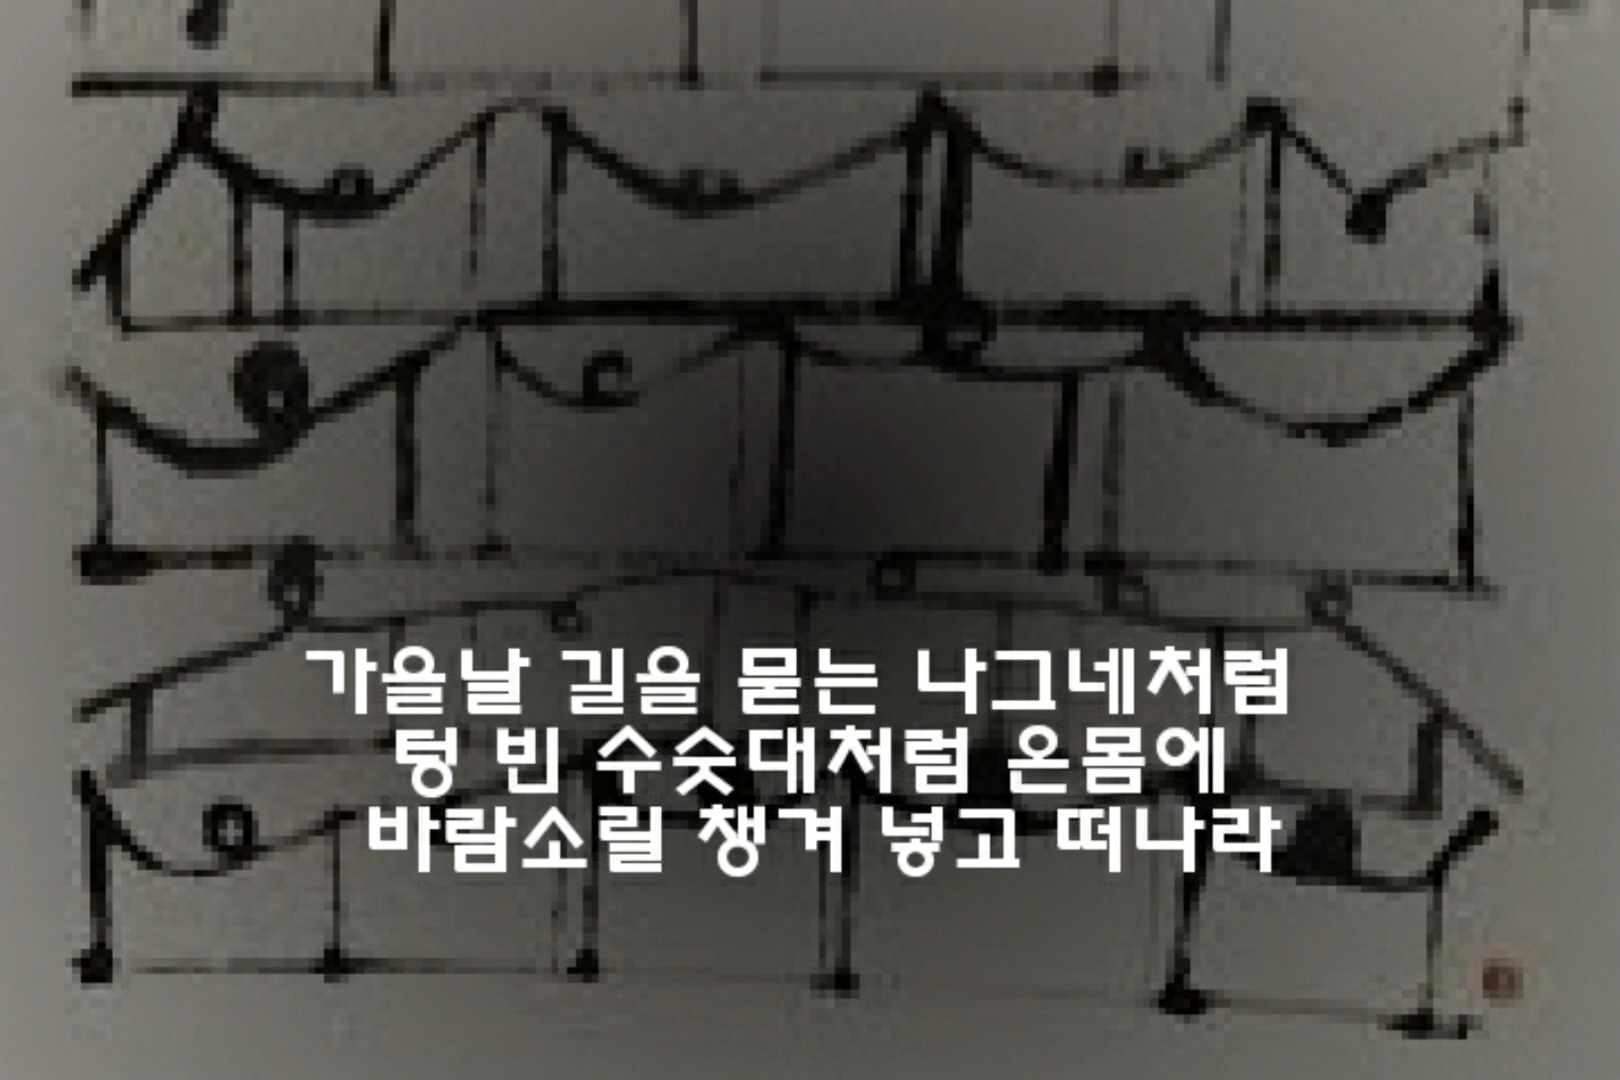 가을날 길을 묻는 나그네처럼
텅 빈 수숫대처럼 온몸에
바람소릴 챙겨 넣고 떠나라